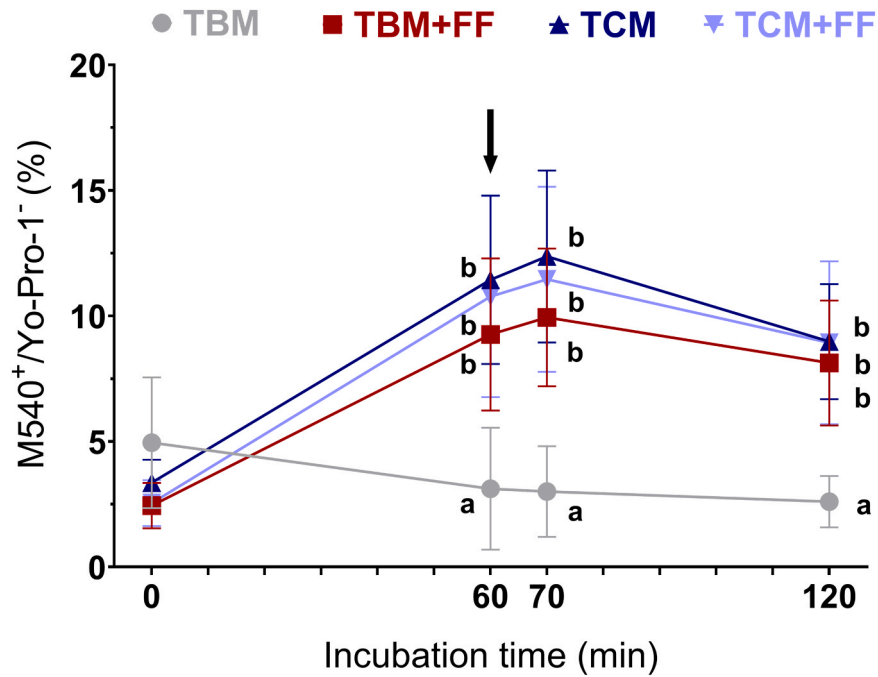 TBM TBM+FF TCM TCM+FF
M540⁺/Yo-Pro-1⁻ (%)
20
15
10
5
0
b b
b b b
b b b b
a a a
0 60 70 120
Incubation time (min)